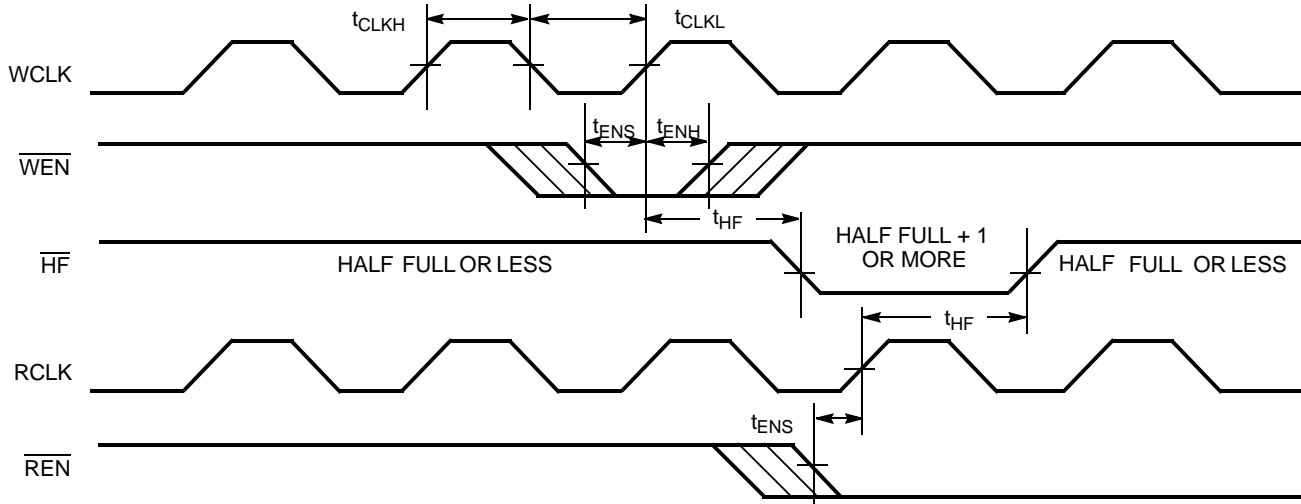 tCLKH
tCLKL
WCLK
tENS
tENH
WEN
tHF
HF
HALF FULL OR LESS
HALF FULL + 1
OR MORE
HALF FULL OR LESS
tHF
RCLK
tENS
REN